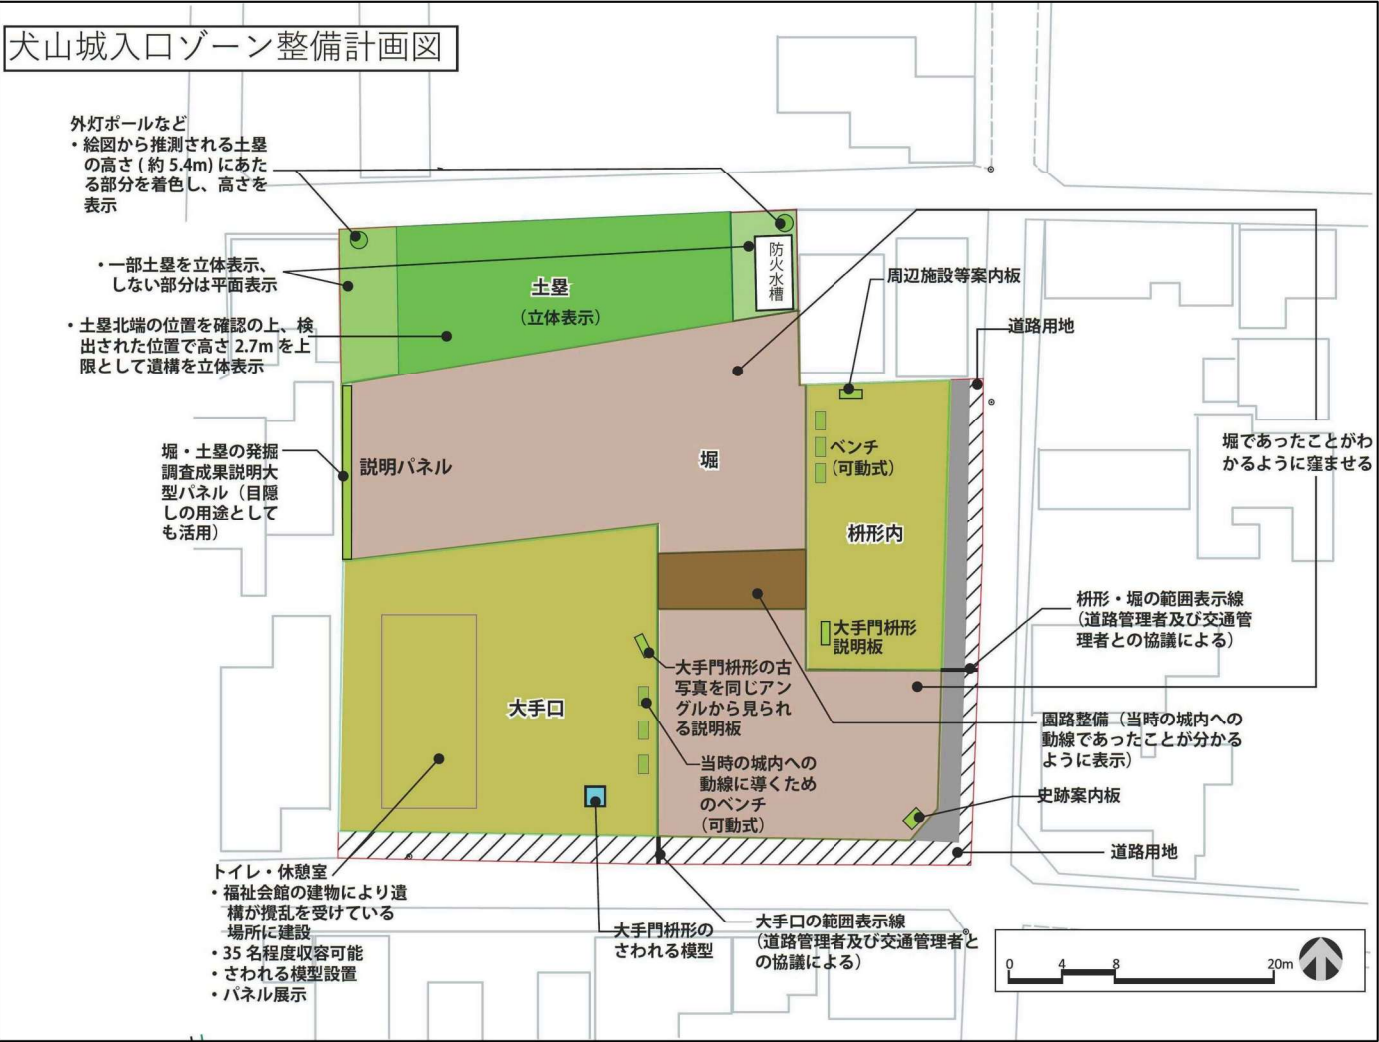 犬山城入口ゾーン整備計画図
外灯ポールなど
・絵図から推測される土塁
の高さ ( 約 5.4m) にあた
る部分を着色し、高さを
表示
・一部土塁を立体表示、
しない部分は平面表示
・土塁北端の位置を確認の上、検
出された位置で高さ 2.7m を上
限として遺構を立体表示
土塁
（立体表示）
防火水槽
周辺施設等案内板
道路用地
堀・土塁の発掘
調査成果説明大
型パネル（目隠
しの用途として
も活用）
説明パネル
堀
ベンチ
（可動式）
堀であったことがわ
かるように窪ませる
枡形内
枡形・堀の範囲表示線
（道路管理者及び交通管
理者との協議による）
大手門枡形
説明板
大手門枡形の古
写真を同じアン
グルから見られ
る説明板
大手口
園路整備（当時の城内への
動線であったことが分かる
ように表示）
当時の城内への
動線に導くため
のベンチ
（可動式）
史跡案内板
道路用地
トイレ・休憩室
・福祉会館の建物により遺
構が攪乱を受けている
場所に建設
・35 名程度収容可能
・さわれる模型設置
・パネル展示
大手門枡形の
さわれる模型
大手口の範囲表示線
（道路管理者及び交通管理者と
の協議による）
0 4 8 20m